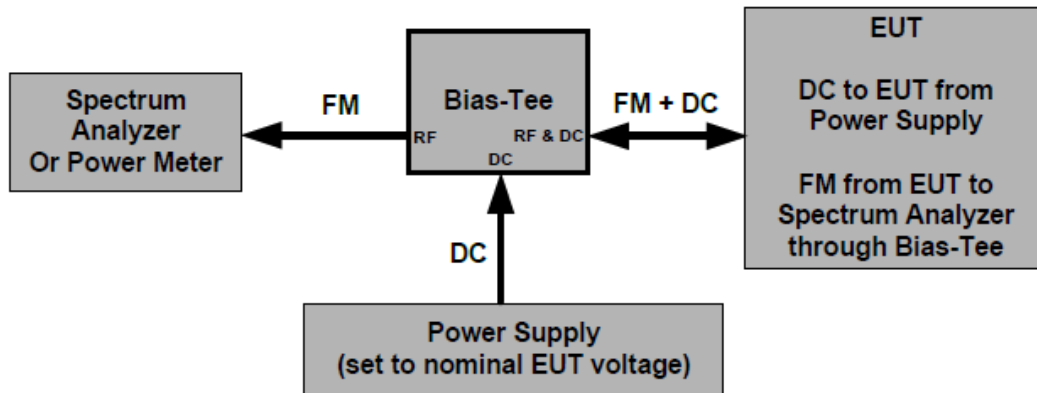 Spectrum
Analyzer
Or Power Meter
FM
Bias-Tee
RF
RF & DC
DC
FM + DC
EUT
DC to EUT from
Power Supply
FM from EUT to
Spectrum Analyzer
through Bias-Tee
DC
Power Supply
(set to nominal EUT voltage)